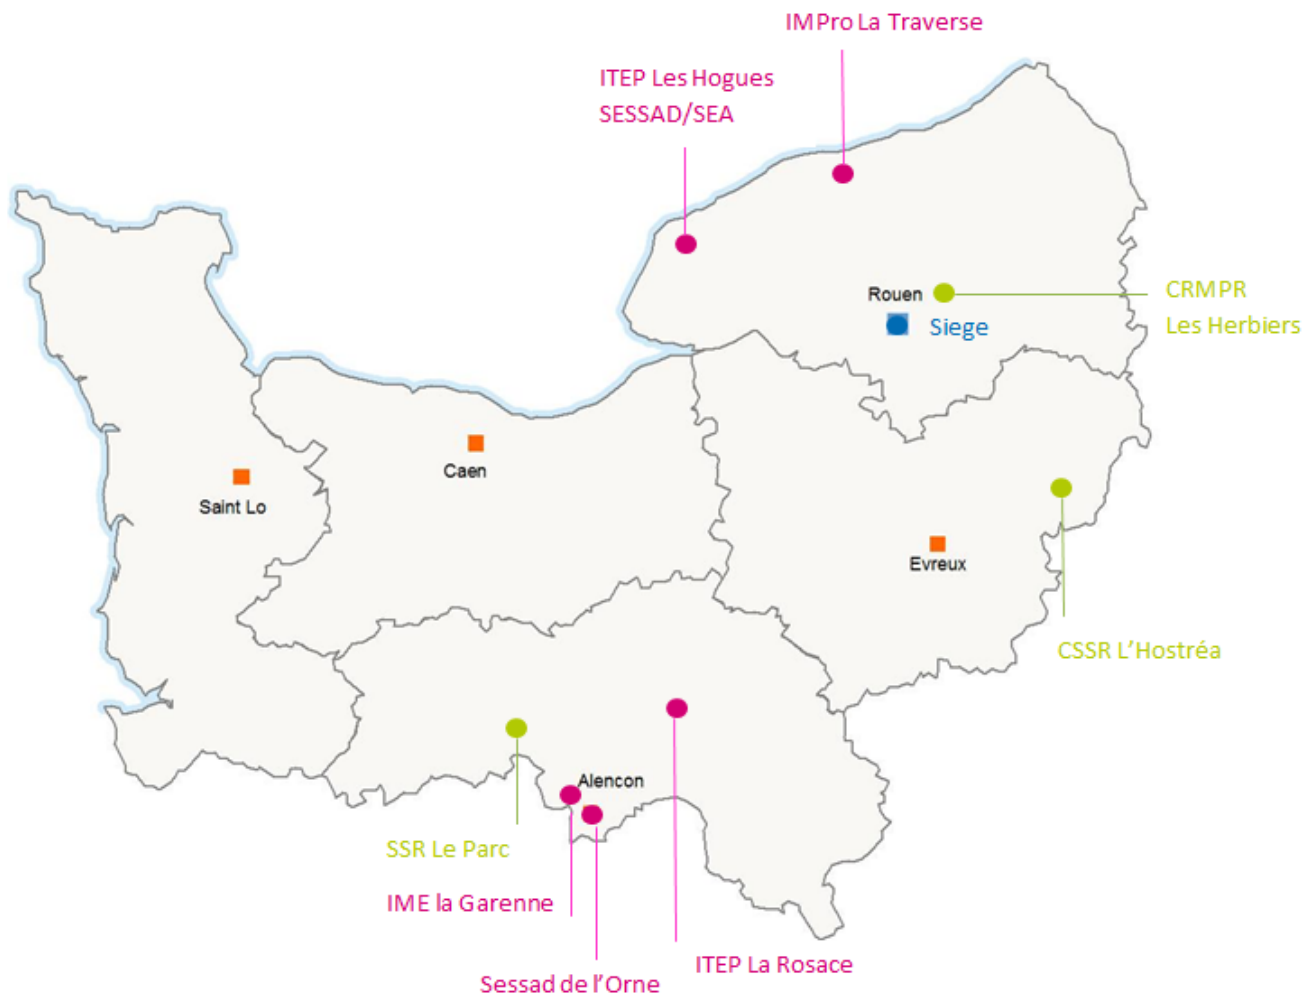 IMPro La Traverse
ITEP Les Hogues
SESSAD/SEA
Rouen
CRMPR
Les Herbiers
Siege
Caen
Saint Lo
Evreux
CSSR L'Hostréa
Alencon
SSR Le Parc
IME la Garenne
ITEP La Rosace
Sessad de l'Orne